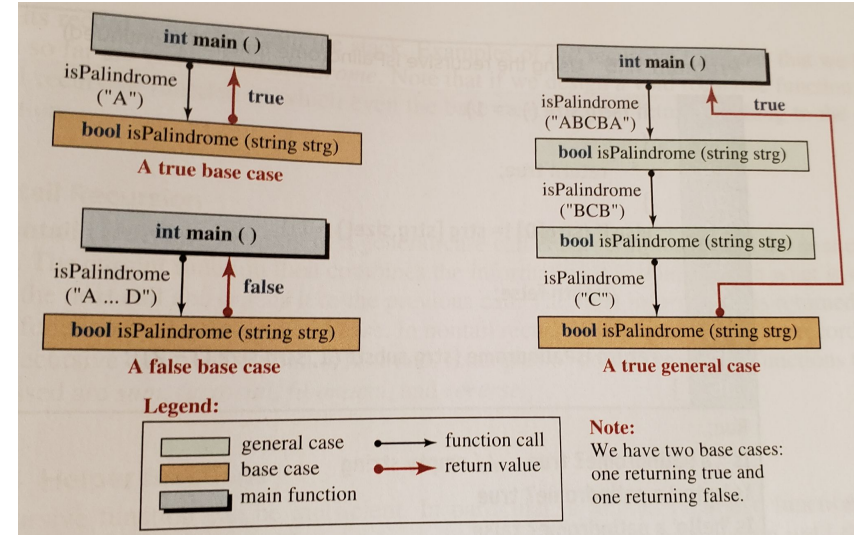 int main ( )
isPalindrome
("A")
true
bool isPalindrome (string strg)
A true base case
int main ( )
isPalindrome
("A ... D")
false
bool isPalindrome (string strg)
A false base case
int main ( )
isPalindrome
("ABCBA")
true
bool isPalindrome (string strg)
isPalindrome
("BCB")
bool isPalindrome (string strg)
isPalindrome
("C")
bool isPalindrome (string strg)
A true general case
Legend:
general case
base case
main function
function call
return value
Note:
We have two base cases:
one returning true and
one returning false.